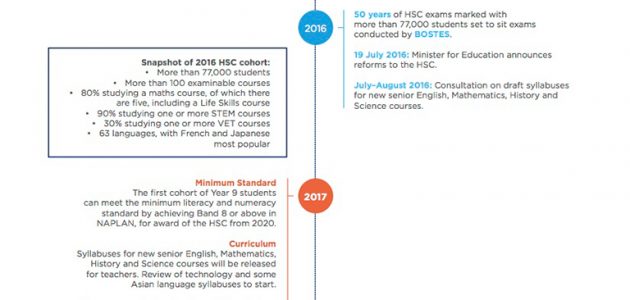 50 years of HSC exams marked with
more than 77,000 students set to sit exams
conducted by BOSTES.
2016
19 July 2016: Minister for Education announces
reforms to the HSC.
July–August 2016: Consultation on draft syllabuses
for new senior English, Mathematics, History and
Science courses.
Snapshot of 2016 HSC cohort:
• More than 77,000 students
• More than 100 examinable courses
• 80% studying a maths course, of which there
are five, including a Life Skills course
• 90% studying one or more STEM courses
• 30% studying one or more VET courses
• 63 languages, with French and Japanese
most popular
2017
Minimum Standard
The first cohort of Year 9 students
can meet the minimum literacy and numeracy
standard by achieving Band 8 or above in
NAPLAN, for award of the HSC from 2020.
Curriculum
Syllabuses for new senior English, Mathematics,
History and Science courses will be released
for teachers. Review of technology and some
Asian language syllabuses to start.